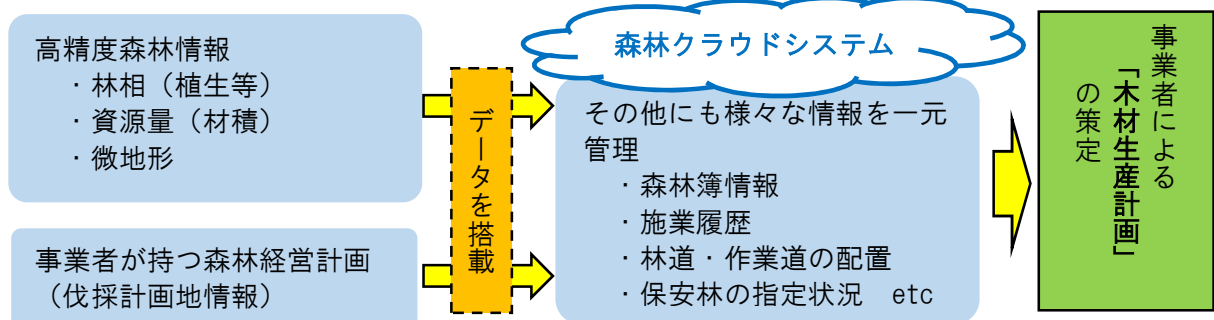 高精度森林情報
・林相（植生等）
・資源量（材積）
・微地形
事業者が持つ森林経営計画
（伐採計画地情報）
データを搭載
森林クラウドシステム
その他にも様々な情報を一元
管理
・森林簿情報
・施業履歴
・林道・作業道の配置
・保安林の指定状況　etc
事業者による
「木材生産計画」
の策定